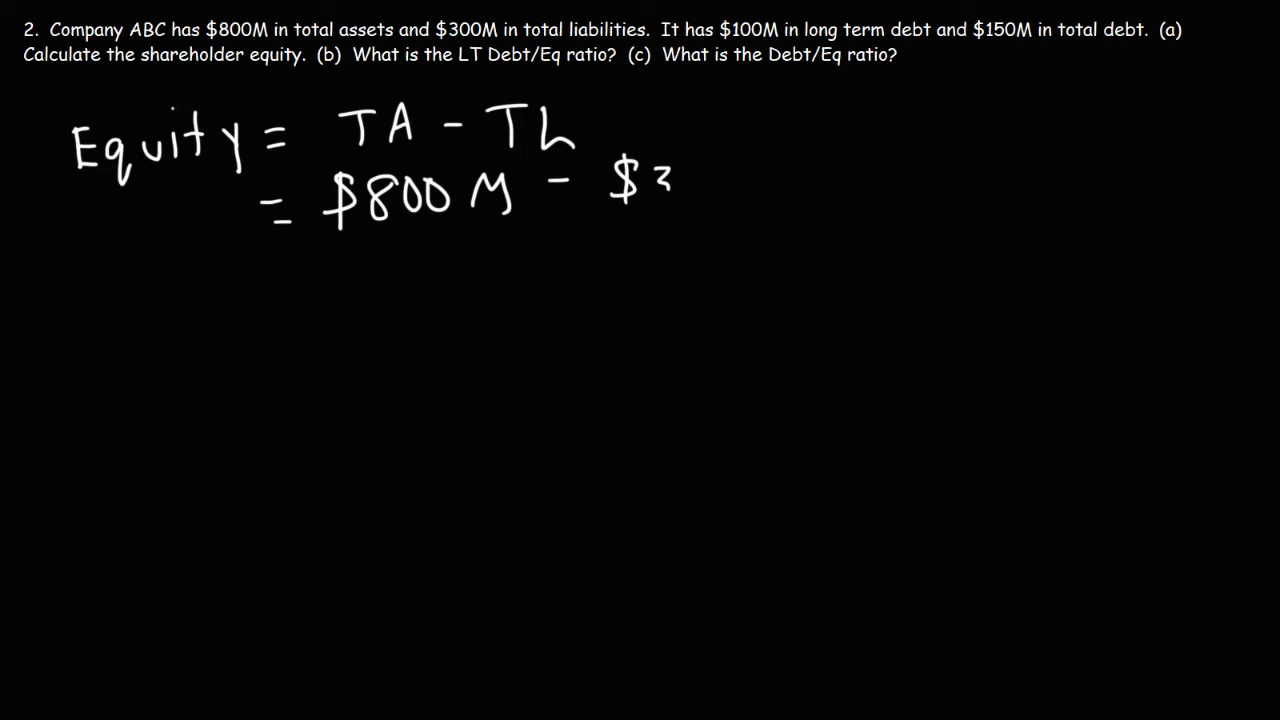 2. Company ABC has $800M in total assets and $300M in total liabilities. It has $100M in long term debt and $150M in total debt. (a)
Calculate the shareholder equity. (b) What is the LT Debt/Eq ratio? (c) What is the Debt/Eq ratio?
Equity = TA - TL
= $800 M - $3